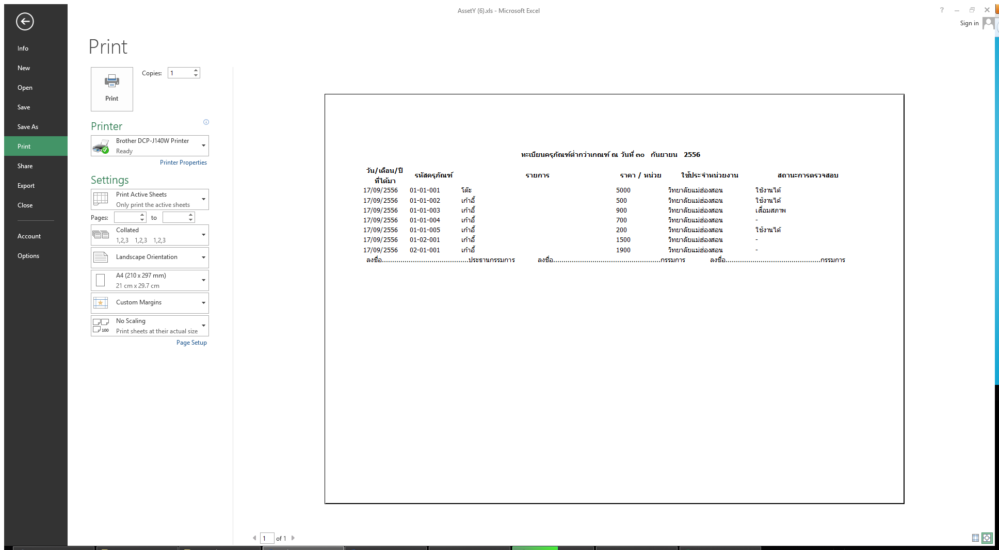 AssetY (6).xls - Microsoft Excel
?
Sign in
Info
New
Open
Save
Save As
Print
Share
Export
Close
Account
Options
Print
Print
Copies: 1
Printer
Brother DCP-J140W Printer
Ready
Printer Properties
Settings
Print Active Sheets
Only print the active sheets
Pages: to
Collated
1,2,3 1,2,3 1,2,3
Landscape Orientation
A4 (210 x 297 mm)
21 cm x 29.7 cm
Custom Margins
No Scaling
100 Print sheets at their actual size
Page Setup
ทะเบียนครุภัณฑ์ต่ำกว่าเกณฑ์ ณ วันที่ ๓๐ กันยายน 2556
วัน/เดือน/ปี ที่ได้มา รหัสครุภัณฑ์ รายการ ราคา / หน่วย ใช้ประจำหน่วยงาน สถานะการตรวจสอบ
17/09/2556 01-01-001 โต๊ะ 5000 วิทยาลัยแม่ฮ่องสอน ใช้งานได้
17/09/2556 01-01-002 เก้าอี้ 500 วิทยาลัยแม่ฮ่องสอน ใช้งานได้
17/09/2556 01-01-003 เก้าอี้ 900 วิทยาลัยแม่ฮ่องสอน เสื่อมสภาพ
17/09/2556 01-01-004 เก้าอี้ 700 วิทยาลัยแม่ฮ่องสอน -
17/09/2556 01-01-005 เก้าอี้ 200 วิทยาลัยแม่ฮ่องสอน ใช้งานได้
17/09/2556 01-02-001 เก้าอี้ 1500 วิทยาลัยแม่ฮ่องสอน -
17/09/2556 02-01-001 เก้าอี้ 1900 วิทยาลัยแม่ฮ่องสอน -
ลงชื่อ..........................................ประธานกรรมการ ลงชื่อ....................................................กรรมการ ลงชื่อ..............................................กรรมการ
1 of 1